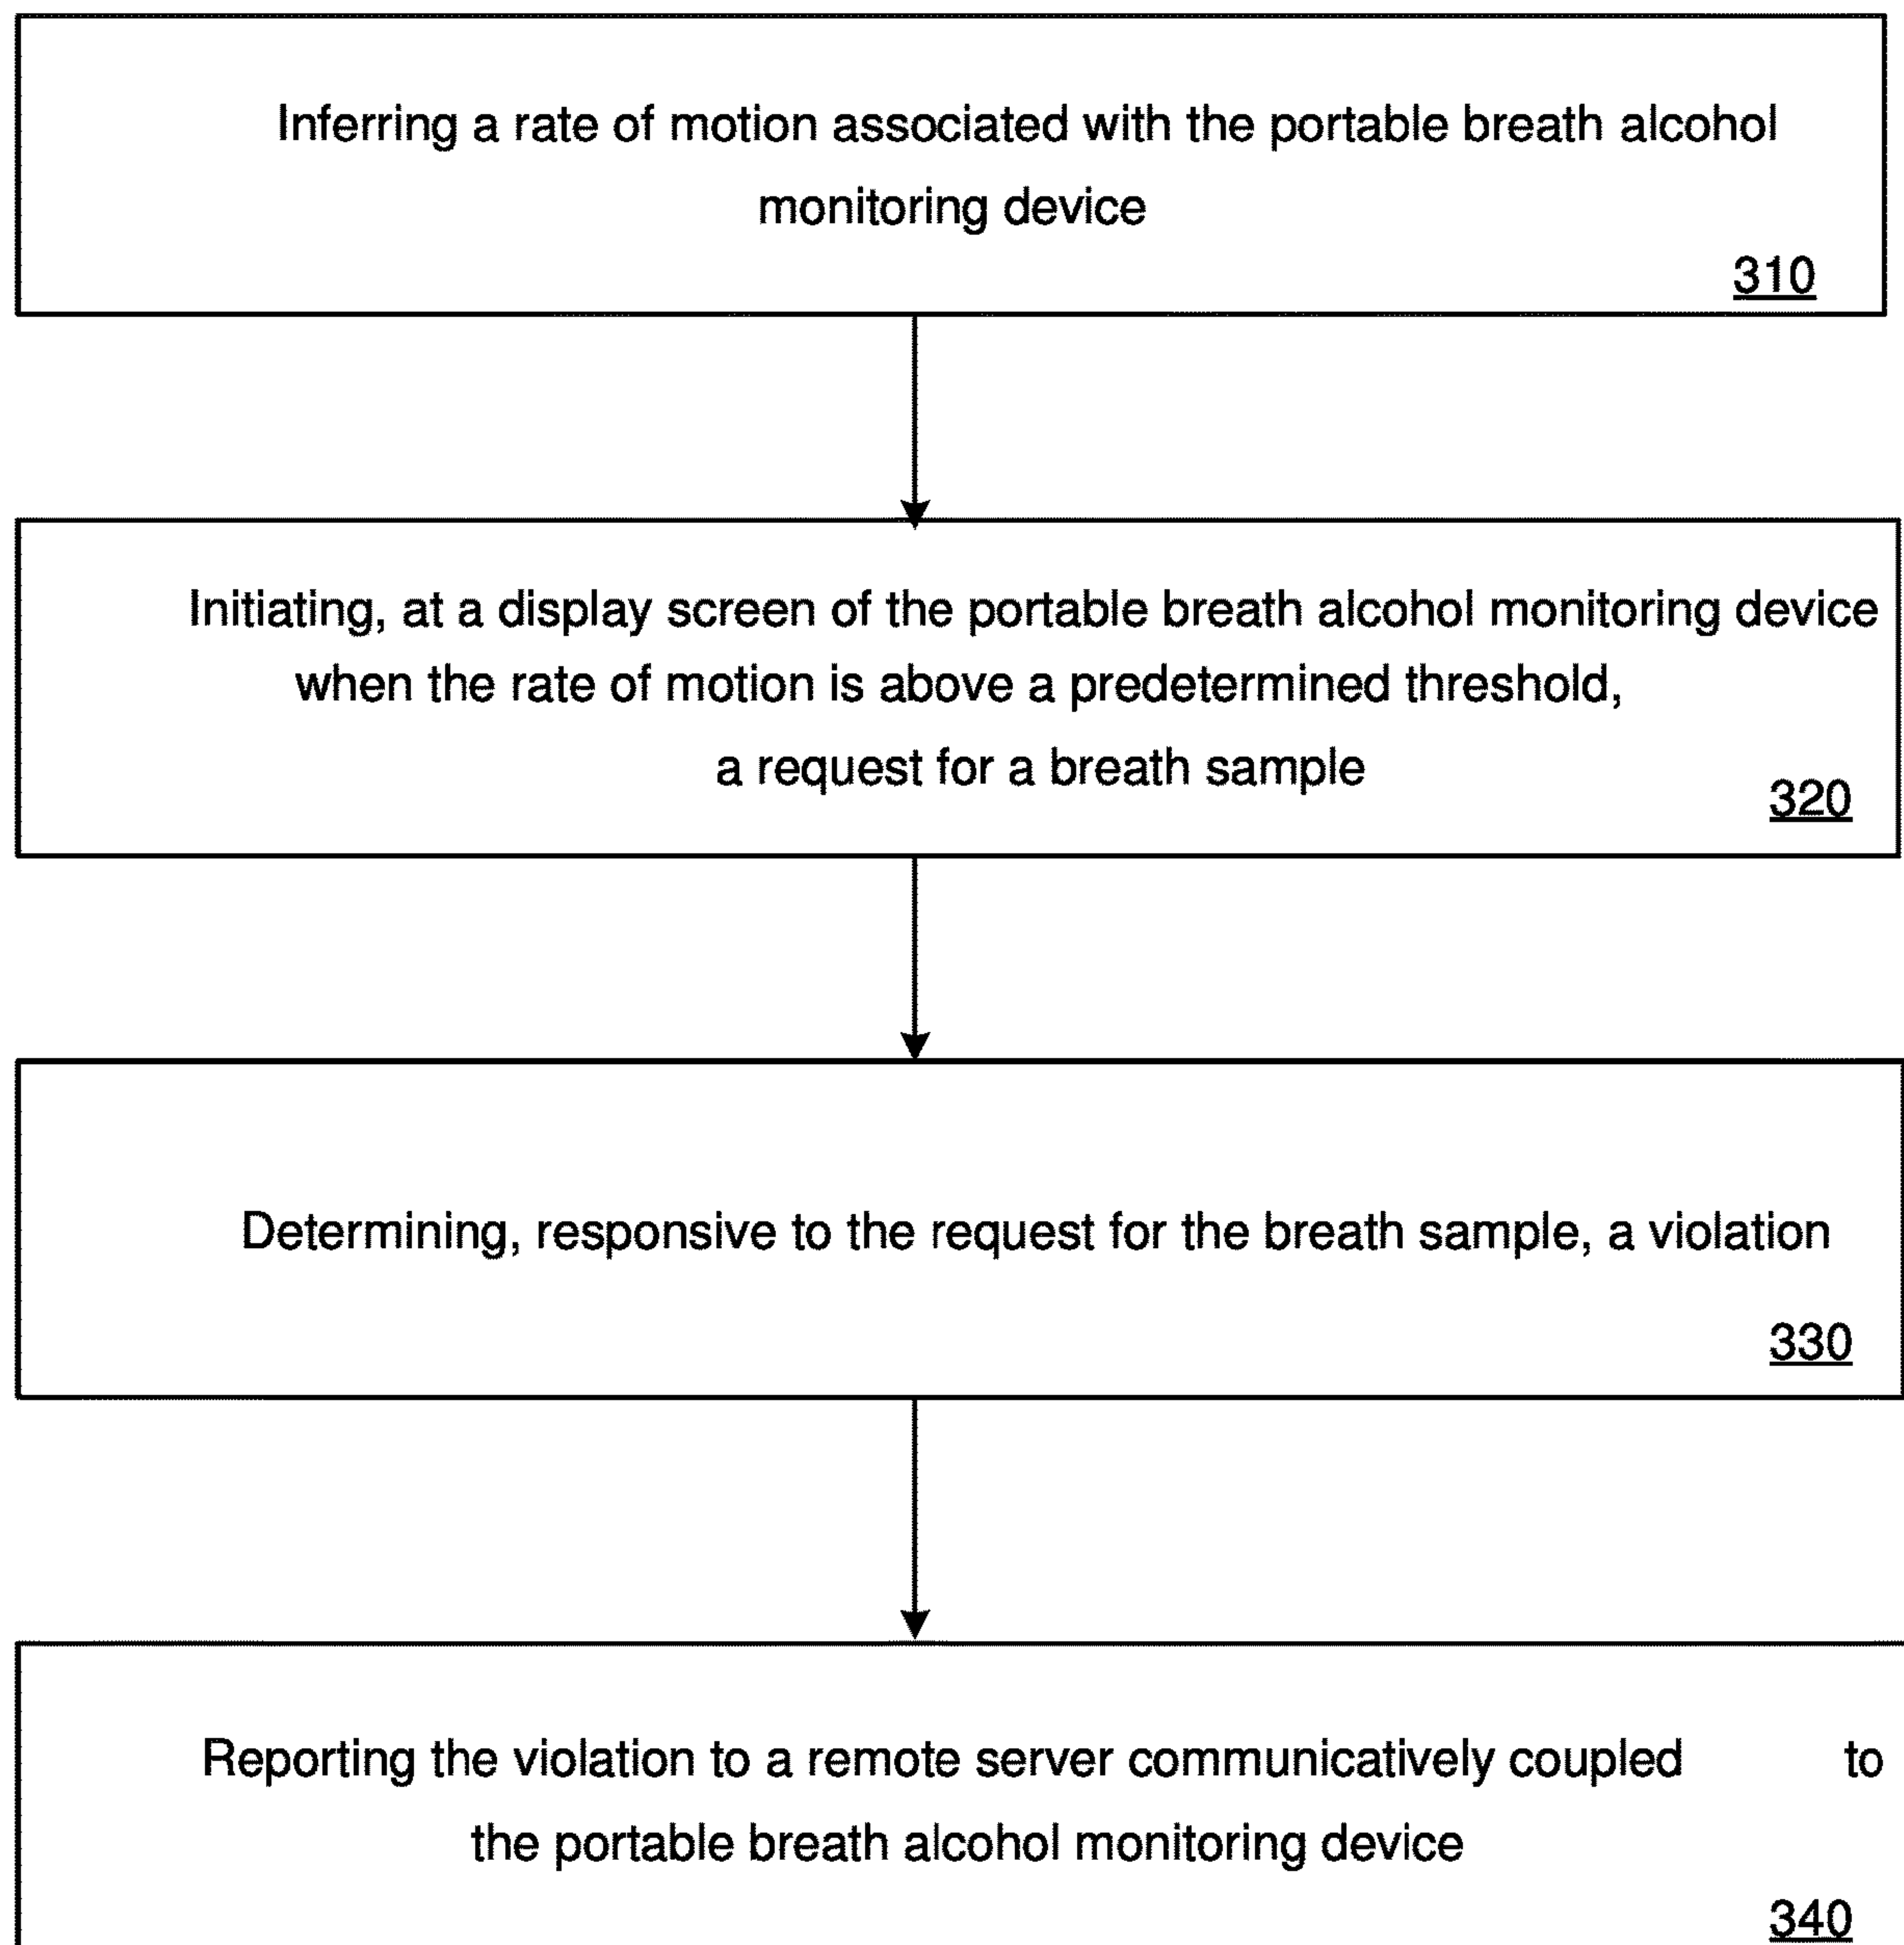 Inferring a rate of motion associated with the portable breath alcohol
monitoring device
310
Initiating, at a display screen of the portable breath alcohol monitoring device
when the rate of motion is above a predetermined threshold,
a request for a breath sample
320
Determining, responsive to the request for the breath sample, a violation
330
Reporting the violation to a remote server communicatively coupled to
the portable breath alcohol monitoring device
340